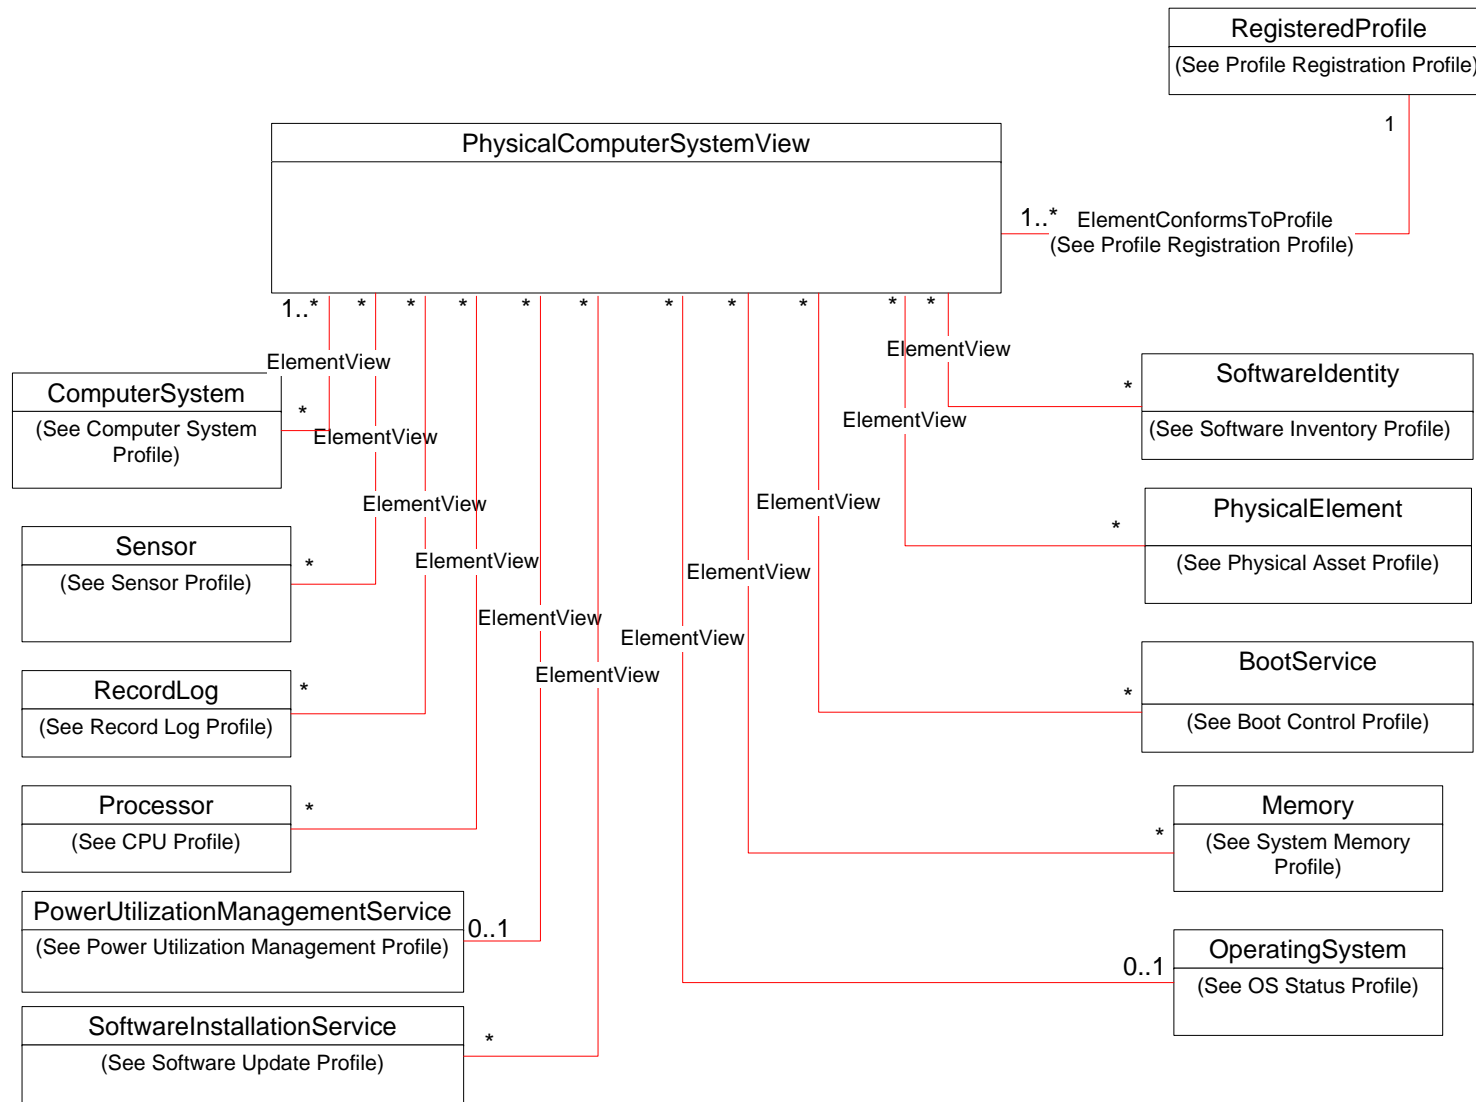 RegisteredProfile
(See Profile Registration Profile)
1
PhysicalComputerSystemView
1..*
ElementConformsToProfile
(See Profile Registration Profile)
1..*
*
*
*
*
*
*
*
*
*
*
ElementView
ElementView
ComputerSystem
(See Computer System
Profile)
*
SoftwareIdentity
(See Software Inventory Profile)
*
ElementView
ElementView
ElementView
ElementView
PhysicalElement
(See Physical Asset Profile)
*
Sensor
(See Sensor Profile)
*
ElementView
ElementView
ElementView
ElementView
ElementView
RecordLog
(See Record Log Profile)
*
BootService
(See Boot Control Profile)
*
Processor
(See CPU Profile)
*
Memory
(See System Memory
Profile)
*
PowerUtilizationManagementService
(See Power Utilization Management Profile)
0..1
OperatingSystem
(See OS Status Profile)
0..1
SoftwareInstallationService
(See Software Update Profile)
*